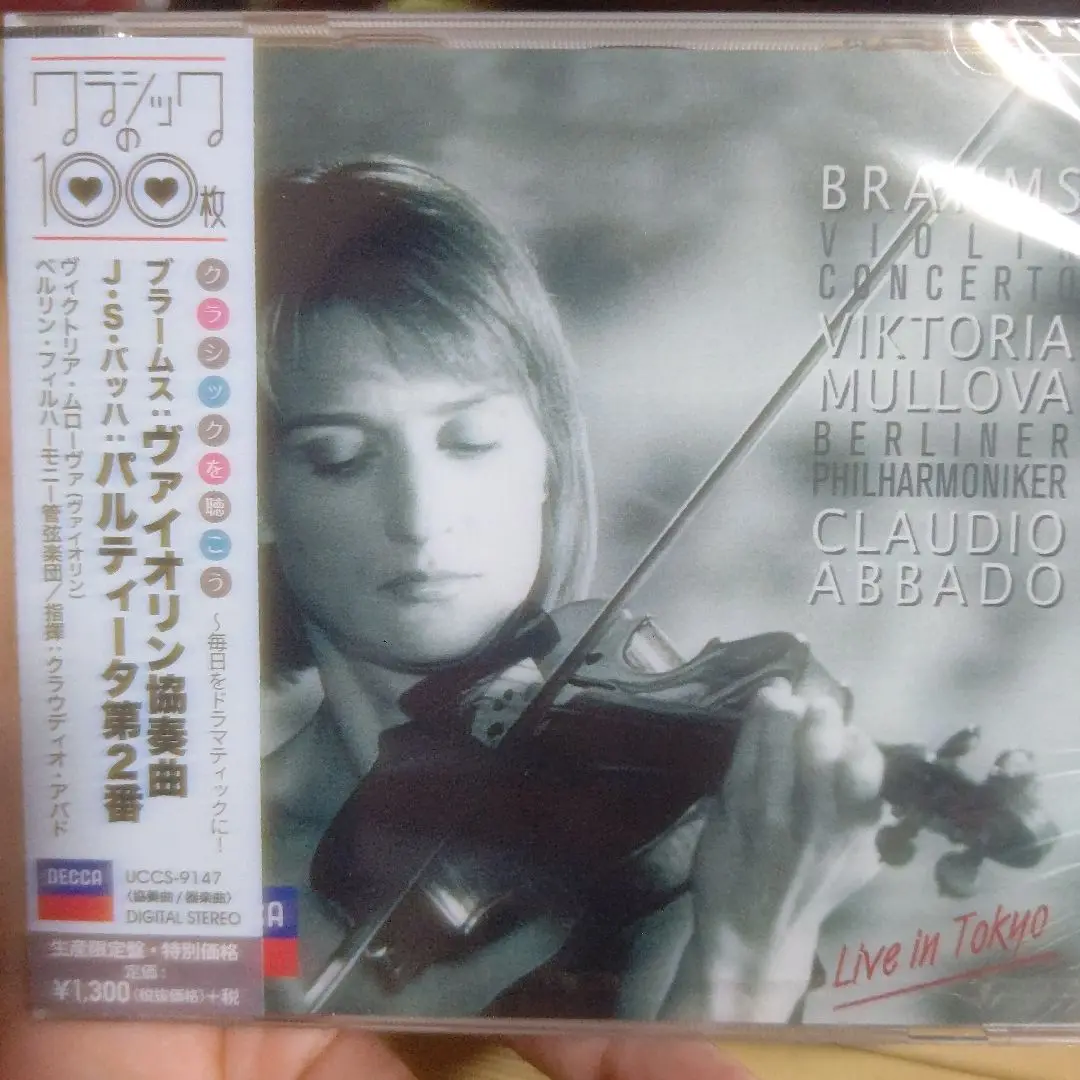 クラシックの
100枚
クラシックを聴こう ~毎日をドラマティックに!
ブラームス:ヴァイオリン協奏曲
J・S・バッハ:パルティータ第2番
ヴィクトリア・ムローヴァ(ヴァイオリン)
ベルリン・フィルハーモニー管弦楽団/指揮:クラウディオ・アバド
DECCA
UCCS-9147
〈協奏曲/器楽曲〉
DIGITAL STEREO
生産限定盤・特別価格
定価:
¥1,300(税抜価格)+税
BRAHMS
VIOLIN
CONCERTO
VIKTORIA
MULLOVA
BERLINER
PHILHARMONIKER
CLAUDIO
ABBADO
Live in Tokyo